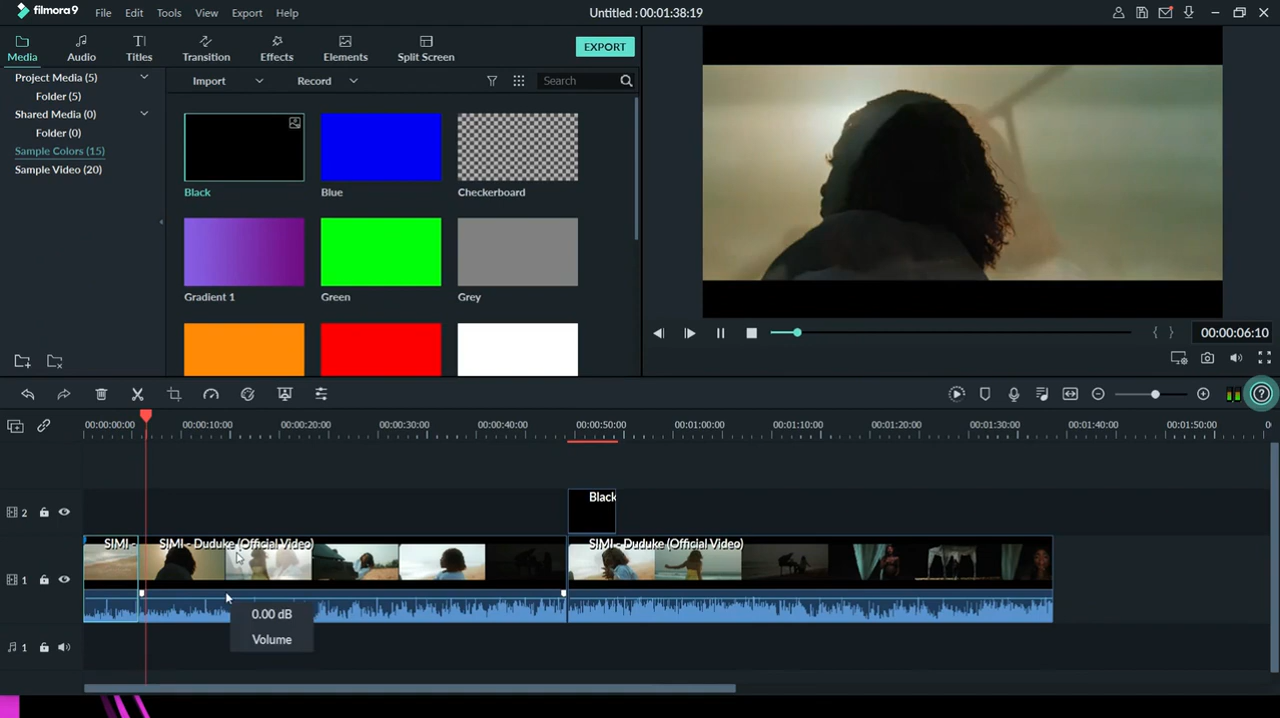 filmora9 File Edit Tools View Export Help Untitled : 00:01:38:19
Media Audio Titles Transition Effects Elements Split Screen EXPORT
Project Media (5) Import Record Search
Folder (5)
Shared Media (0)
Folder (0)
Sample Colors (15)
Sample Video (20)
Black Blue Checkerboard
Gradient 1 Green Grey
00:00:06:10
00:00:00:00 00:00:10:00 00:00:20:00 00:00:30:00 00:00:40:00 00:00:50:00 00:01:00:00 00:01:10:00 00:01:20:00 00:01:30:00 00:01:40:00 00:01:50:00 0
2 Black
SIMI - SIMI - Duduke (Official Video) SIMI - Duduke (Official Video)
1
0.00 dB
Volume
1